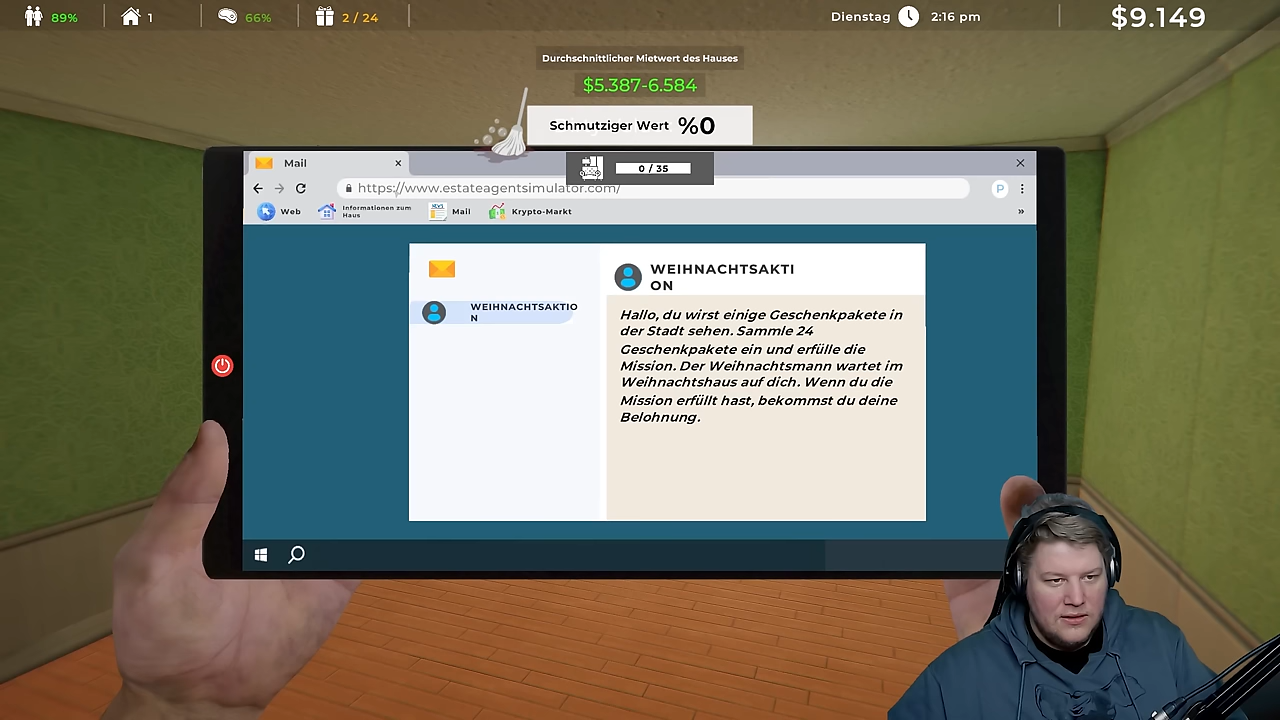 89%
1
66%
2 / 24
Dienstag
2:16 pm
$9.149
Durchschnittlicher Mietwert des Hauses
$5.387-6.584
Schmutziger Wert %0
0 / 35
Mail
https://www.estateagentsimulator.com/
P
Web
Informationen zum
Haus
NEWS
Mail
Krypto-Markt
»
WEIHNACHTSAKTIO
N
WEIHNACHTSAKTI
ON
Hallo, du wirst einige Geschenkpakete in
der Stadt sehen. Sammle 24
Geschenkpakete ein und erfülle die
Mission. Der Weihnachtsmann wartet im
Weihnachtshaus auf dich. Wenn du die
Mission erfüllt hast, bekommst du deine
Belohnung.